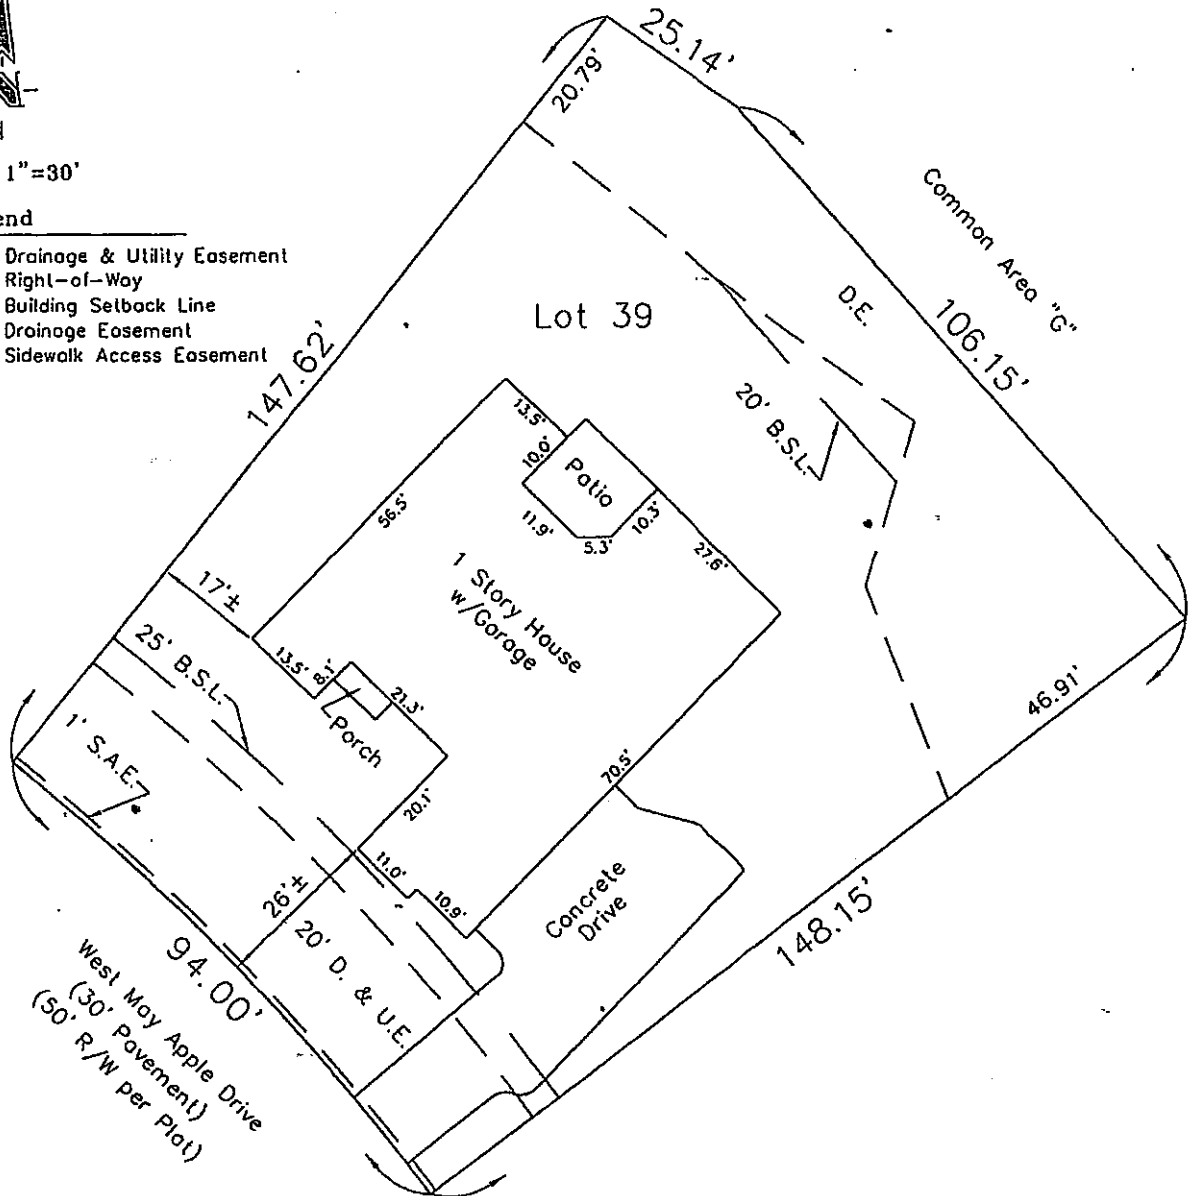 1"=30'
end
Drainage & Utility Easement
Right-of-Way
Building Setback Line
Drainage Easement
Sidewalk Access Easement
25.14'
20.79'
Common Area "G"
D.E.
106.15'
Lot 39
147.62'
20' B.S.L.
13.5'
10.0'
Patio
11.9'
5.3'
10.3'
27.6'
56.5'
1 Story House
w/Garage
17'±
13.5'
8.1'
21.3'
Porch
25' B.S.L.
1' S.A.E.
20.1'
70.5'
46.91'
11.0'
10.9'
26'±
20' D. & U.E.
Concrete
Drive
148.15'
94.00'
West May Apple Drive
(30' Pavement)
(50' R/W per Plat)